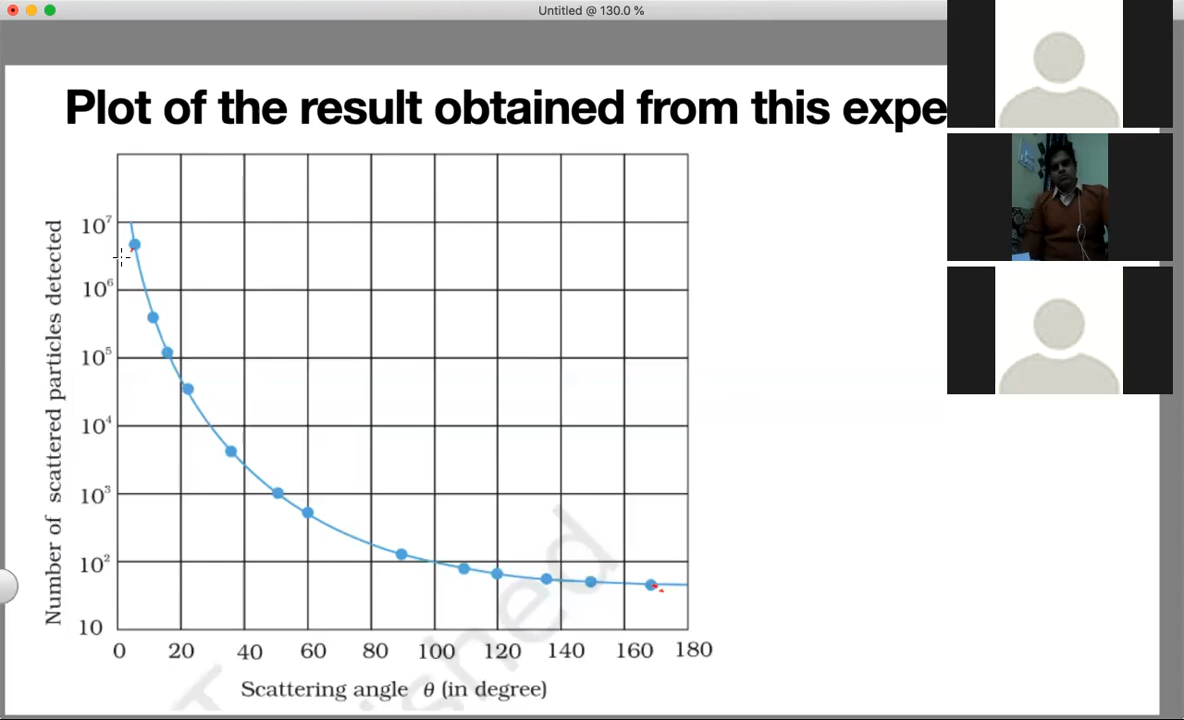 Untitled @ 130.0 %
Plot of the result obtained from this expe
Number of scattered particles detected
10⁷
10⁶
10⁵
10⁴
10³
10²
10
0 20 40 60 80 100 120 140 160 180
Scattering angle θ (in degree)